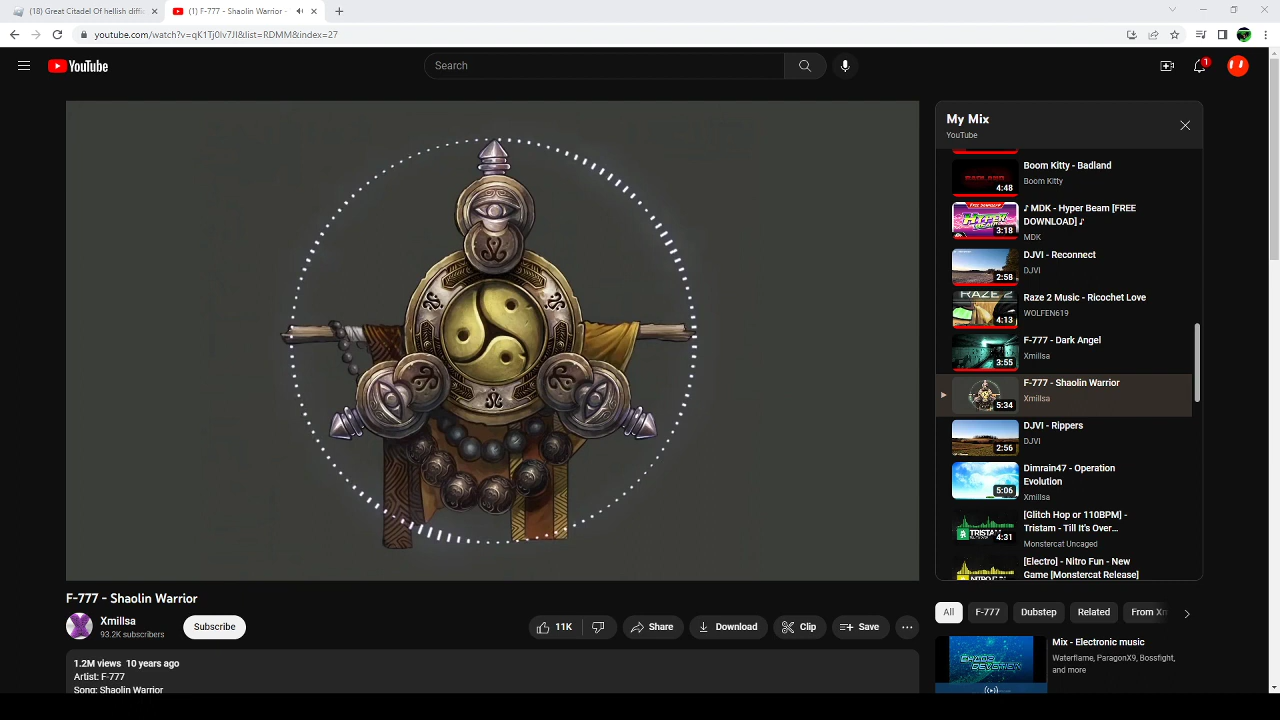 (18) Great Citadel Of hellish diffic
(1) F-777 - Shaolin Warrior -
youtube.com/watch?v=qK1Tj0Iv7JI&list=RDMM&index=27
YouTube
Search
1
My Mix
YouTube
Boom Kitty - Badland
Boom Kitty
4:48
♪ MDK - Hyper Beam [FREE
DOWNLOAD] ♪
MDK
3:18
DJVI - Reconnect
DJVI
2:58
Raze 2 Music - Ricochet Love
WOLFEN619
4:13
F-777 - Dark Angel
Xmillsa
3:55
F-777 - Shaolin Warrior
Xmillsa
5:34
DJVI - Rippers
DJVI
2:56
Dimrain47 - Operation
Evolution
Xmillsa
5:06
[Glitch Hop or 110BPM] -
Tristam - Till It's Over...
Monstercat Uncaged
TRISTAM
4:31
[Electro] - Nitro Fun - New
Game [Monstercat Release]
F-777 - Shaolin Warrior
Xmillsa
93.2K subscribers
Subscribe
11K
Share
Download
Clip
Save
1.2M views 10 years ago
Artist: F-777
Song: Shaolin Warrior
All
F-777
Dubstep
Related
From Xm
Mix - Electronic music
Waterflame, ParagonX9, Bossfight,
and more